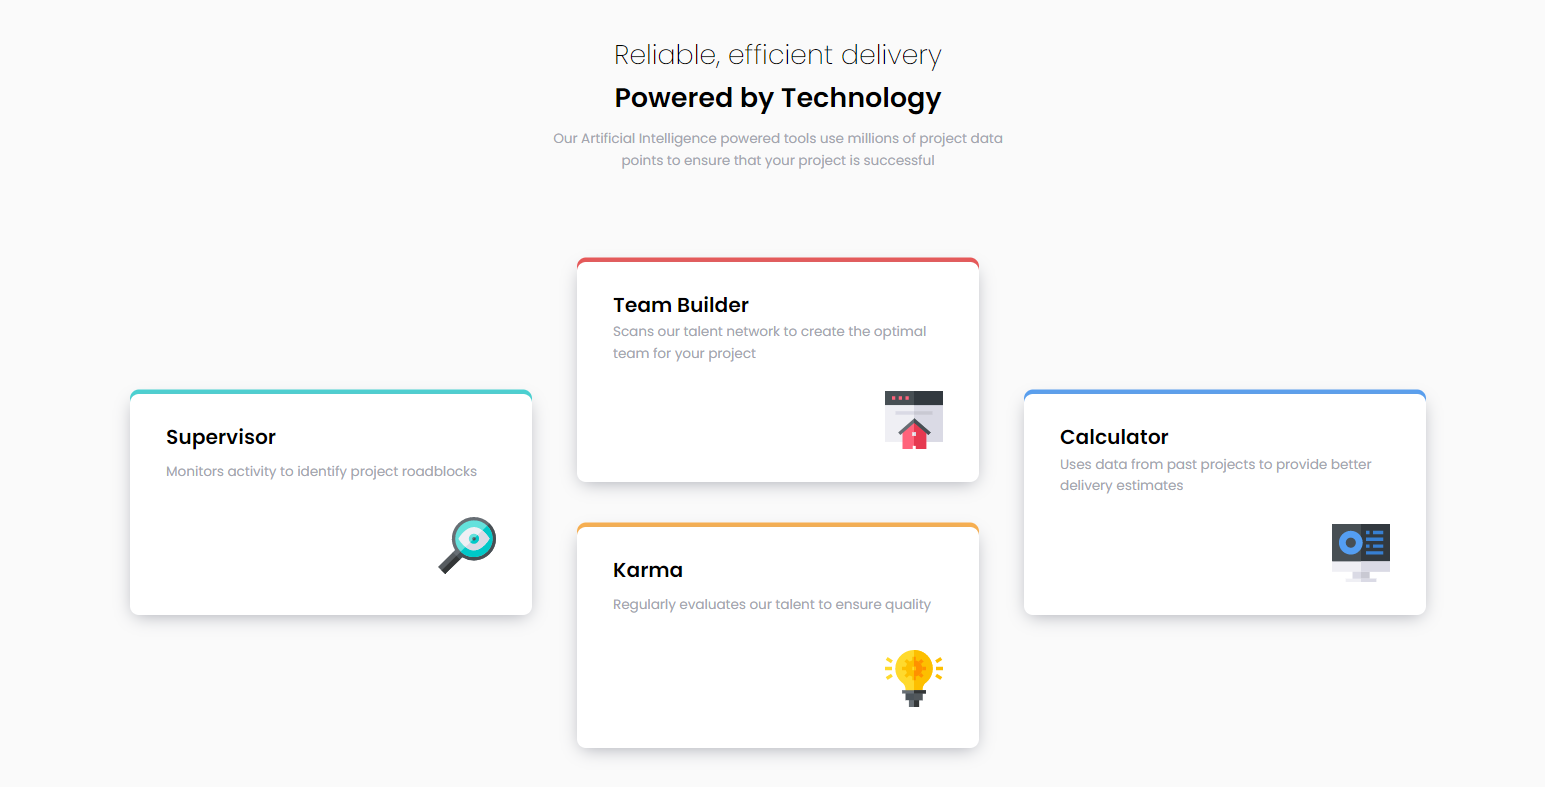 Reliable, efficient delivery
Powered by Technology
Our Artificial Intelligence powered tools use millions of project data
points to ensure that your project is successful
Supervisor
Monitors activity to identify project roadblocks
Team Builder
Scans our talent network to create the optimal
team for your project
Karma
Regularly evaluates our talent to ensure quality
Calculator
Uses data from past projects to provide better
delivery estimates